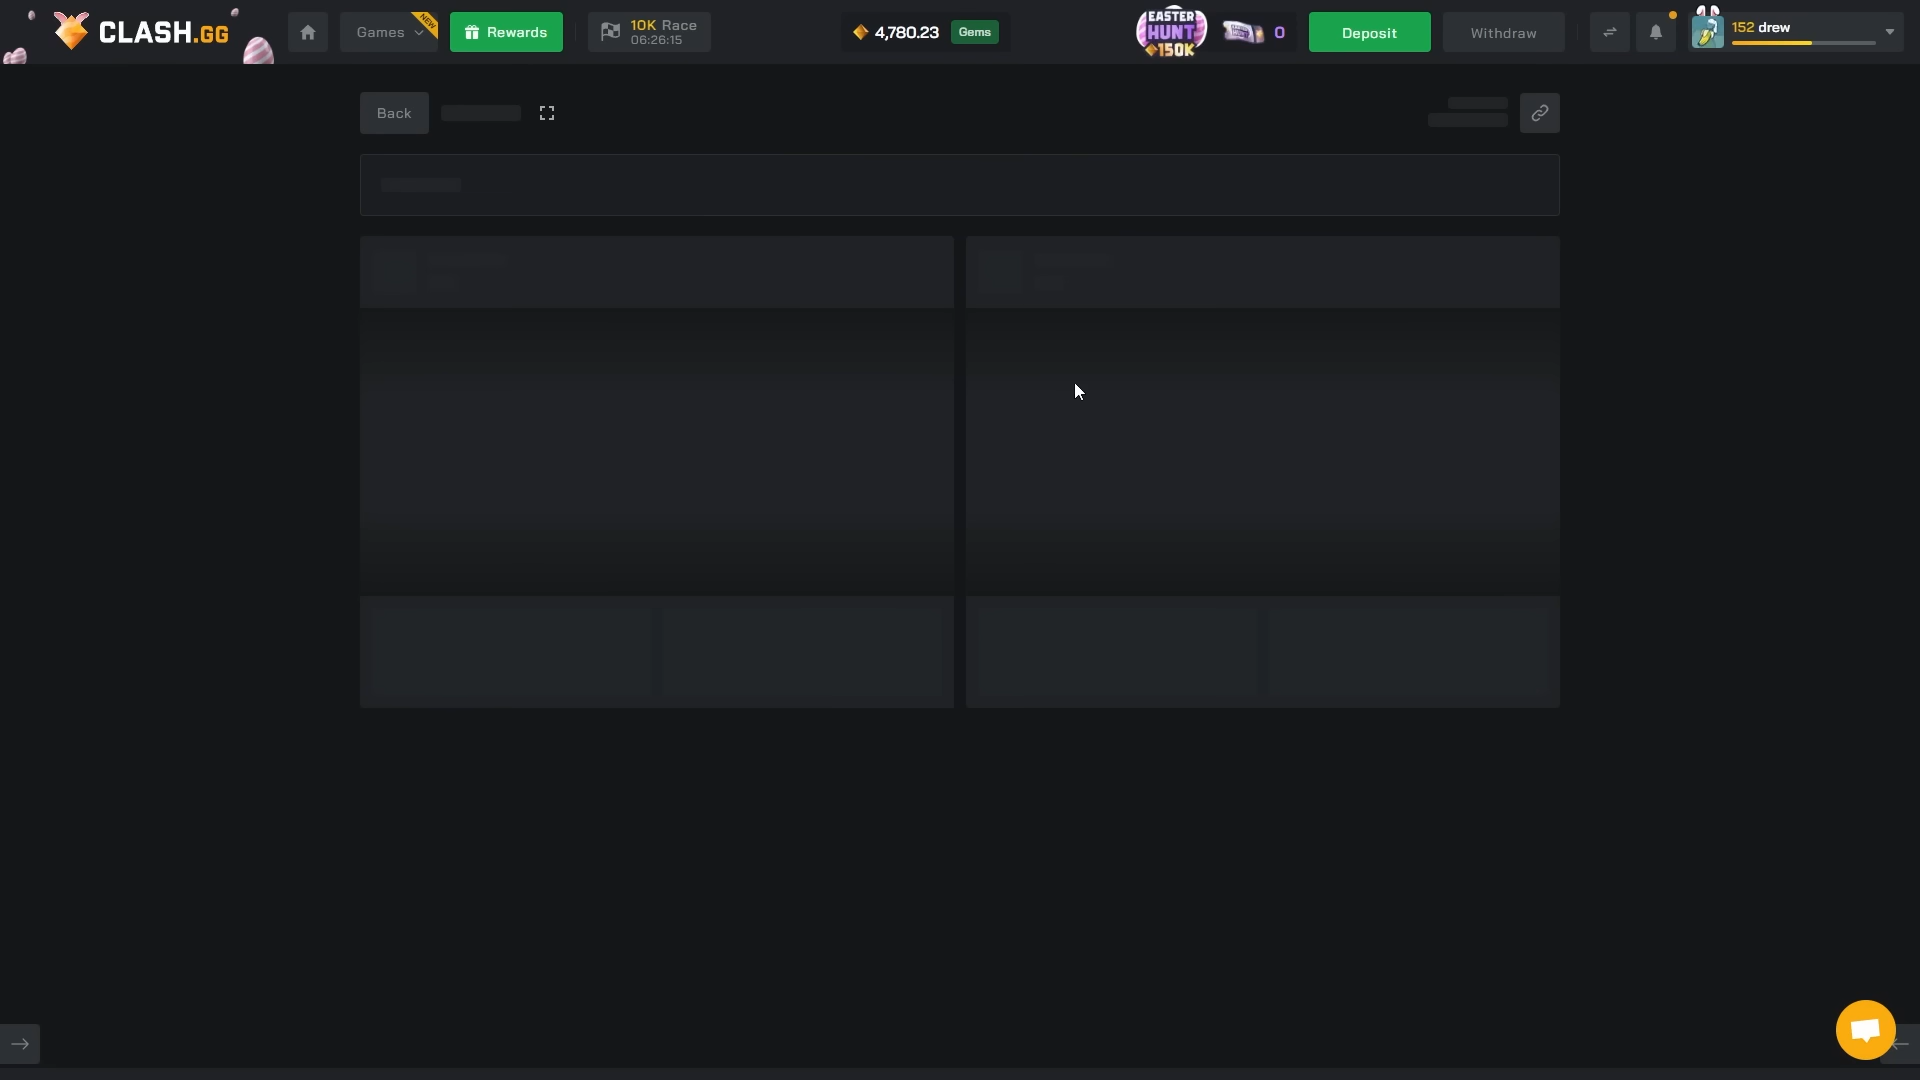 CLASH.GG
Games
NEW
Rewards
10K Race
06:26:15
4,780.23
Gems
EASTER
HUNT
150K
0
Deposit
Withdraw
152 drew
Back